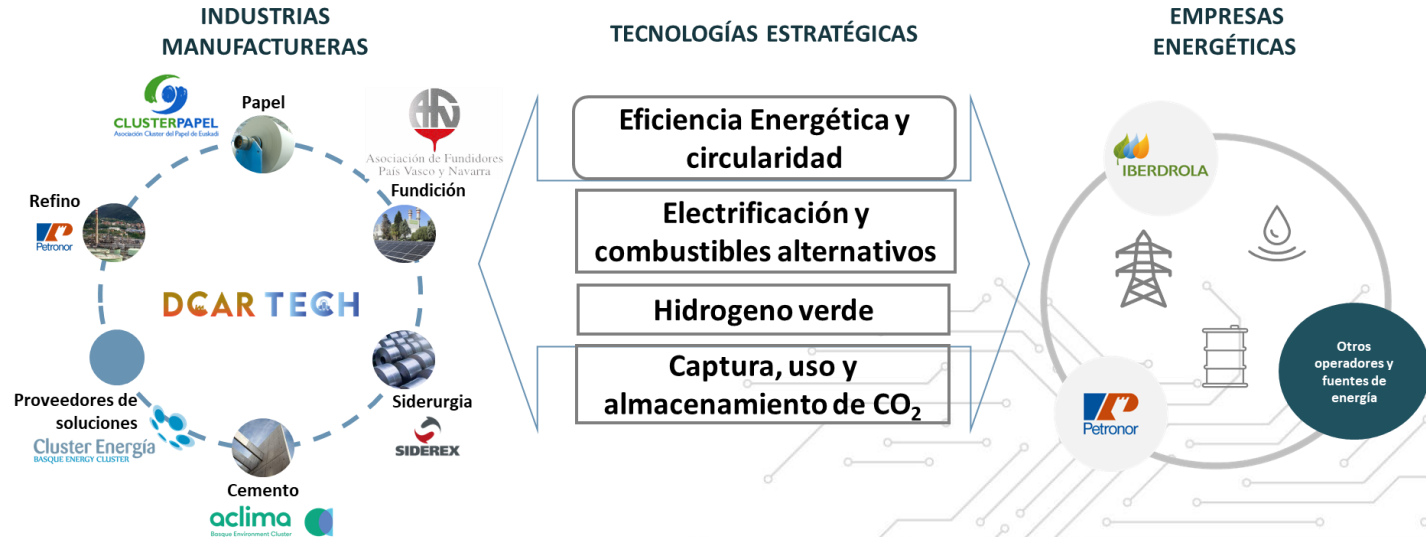 INDUSTRIAS
MANUFACTURERAS
CLUSTERPAPEL
Asociación Cluster del Papel de Euskadi
Papel
Asociación de Fundidores
País Vasco y Navarra
Fundición
Refino
Petronor
DCAR TECH
Proveedores de
soluciones
Cluster Energía
BASQUE ENERGY CLUSTER
Siderurgia
SIDEREX
Cemento
aclima
Basque Environment Cluster
TECNOLOGÍAS ESTRATÉGICAS
Eficiencia Energética y
circularidad
Electrificación y
combustibles alternativos
Hidrogeno verde
Captura, uso y
almacenamiento de CO₂
EMPRESAS
ENERGÉTICAS
IBERDROLA
Otros
operadores y
fuentes de
energía
Petronor